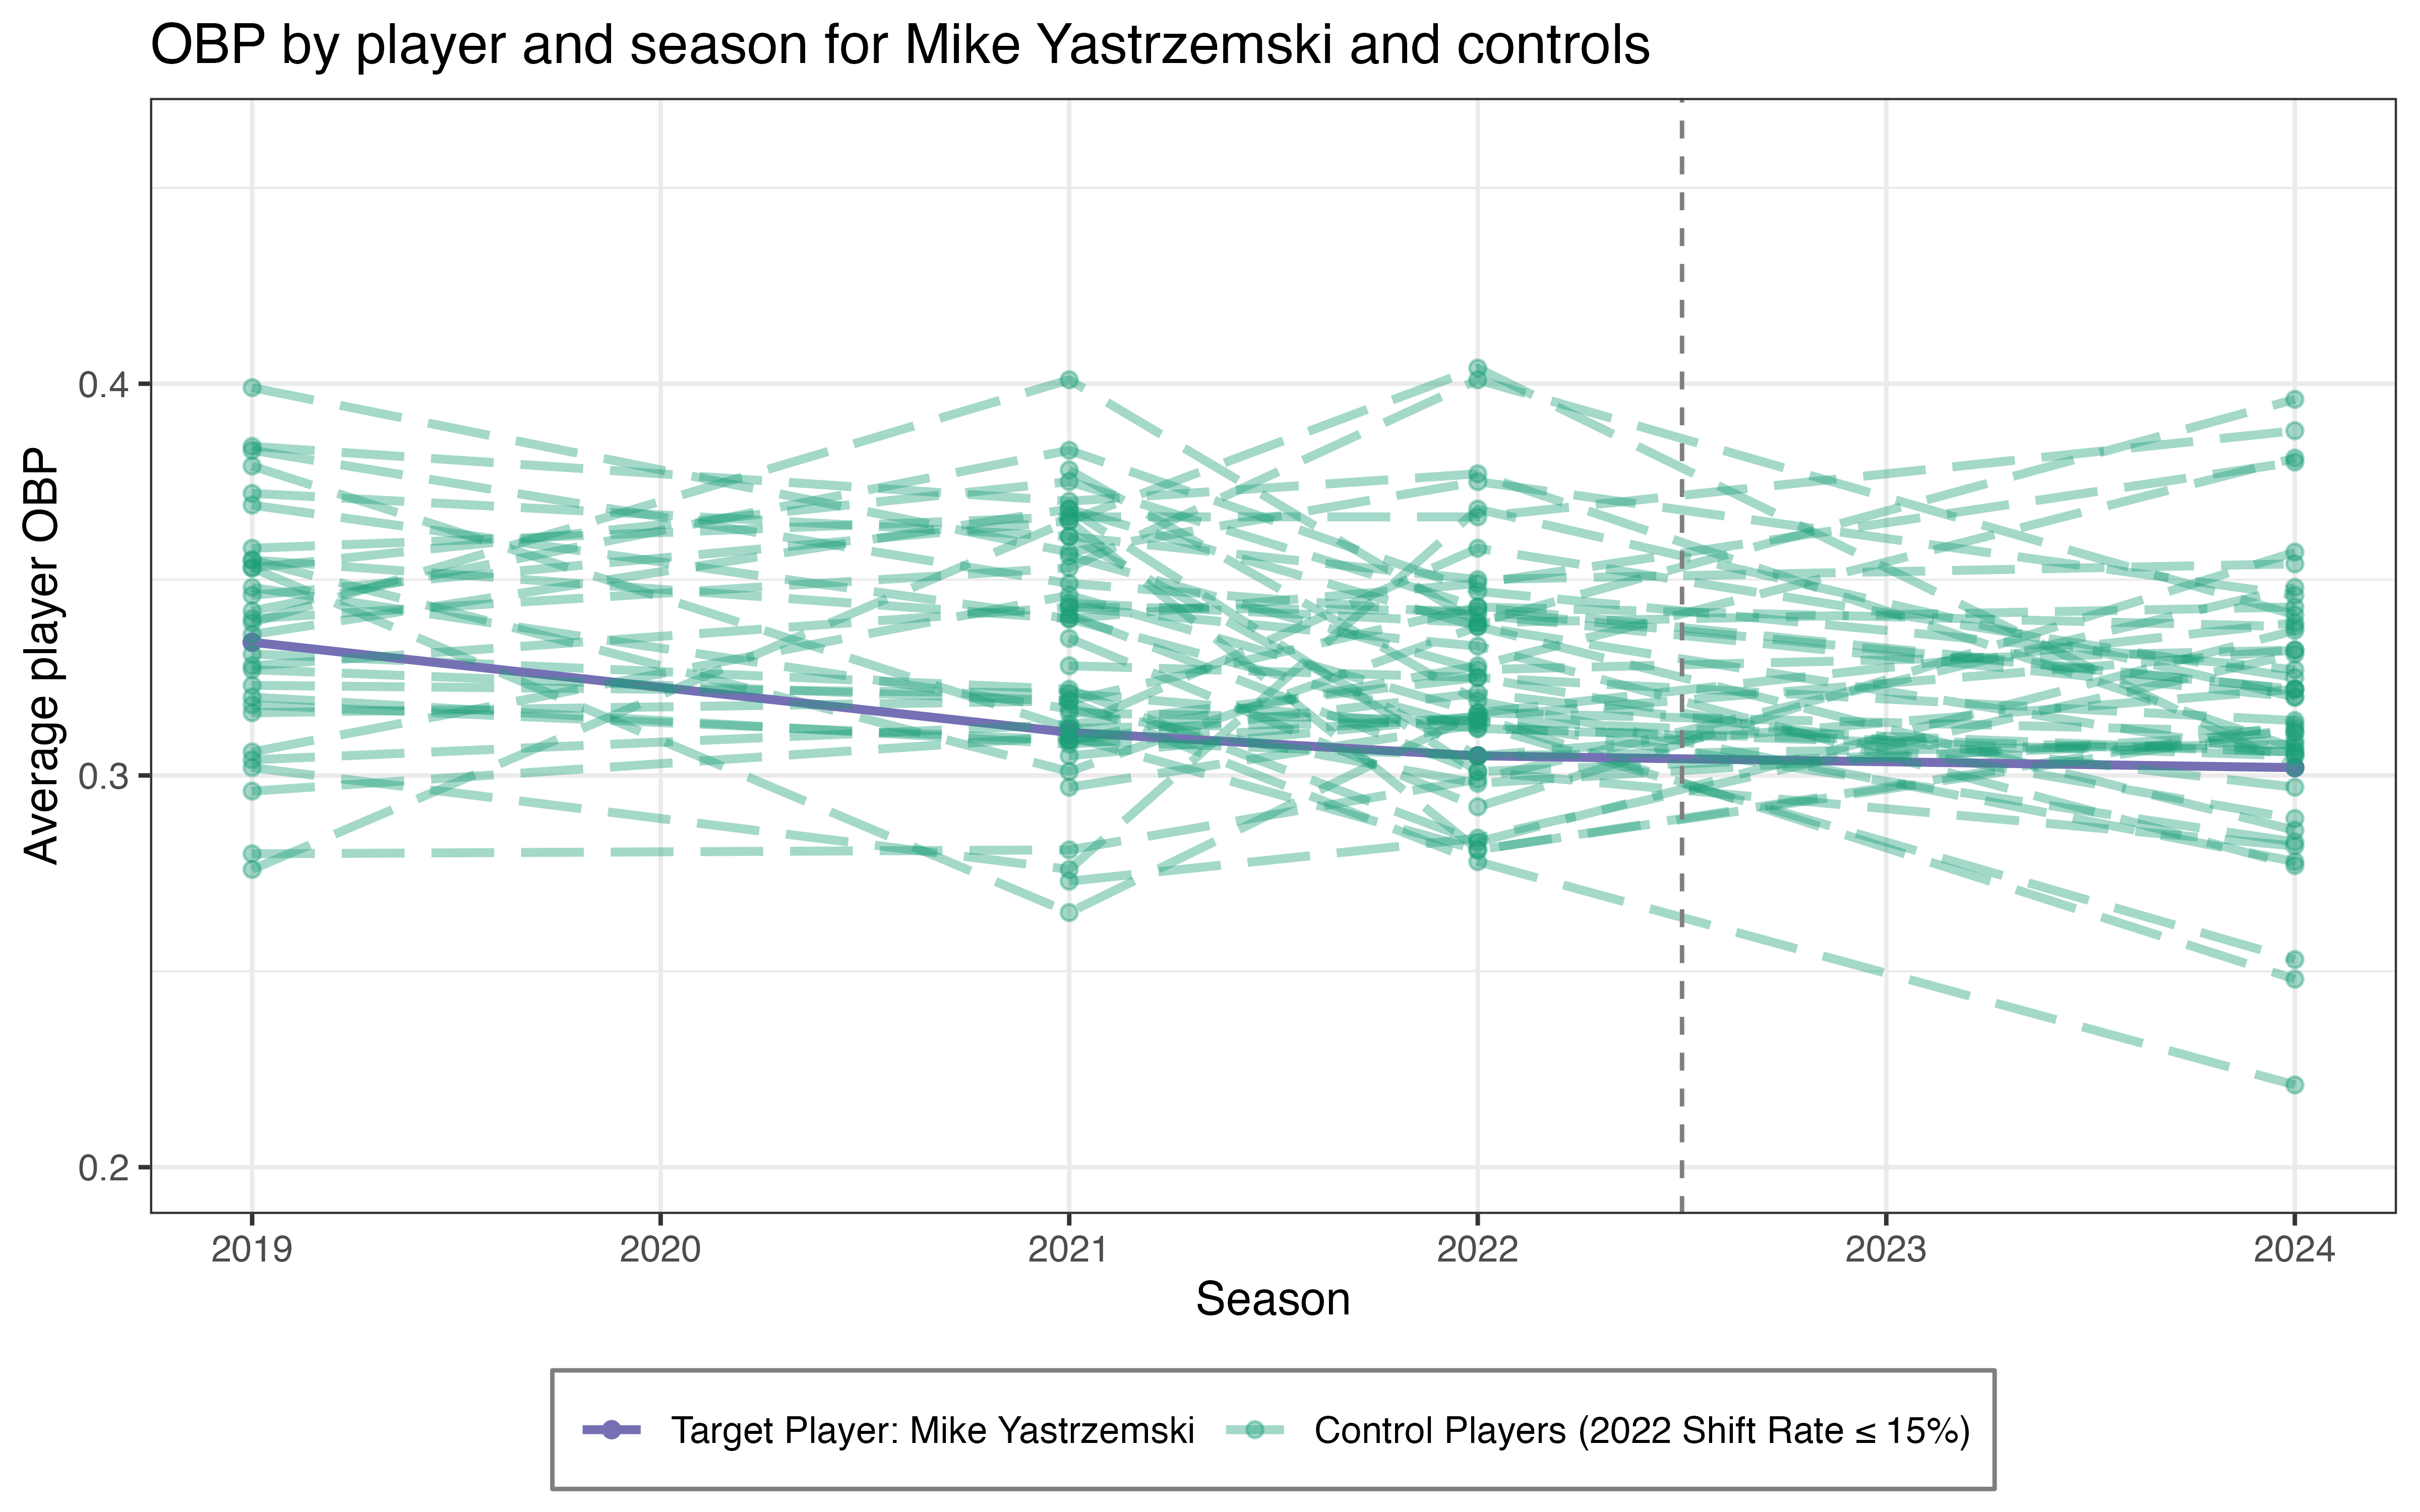 OBP by player and season for Mike Yastrzemski and controls
Average player OBP
0.4
0.3
0.2
2019 2020 2021 2022 2023 2024
Season
Target Player: Mike Yastrzemski Control Players (2022 Shift Rate ≤ 15%)